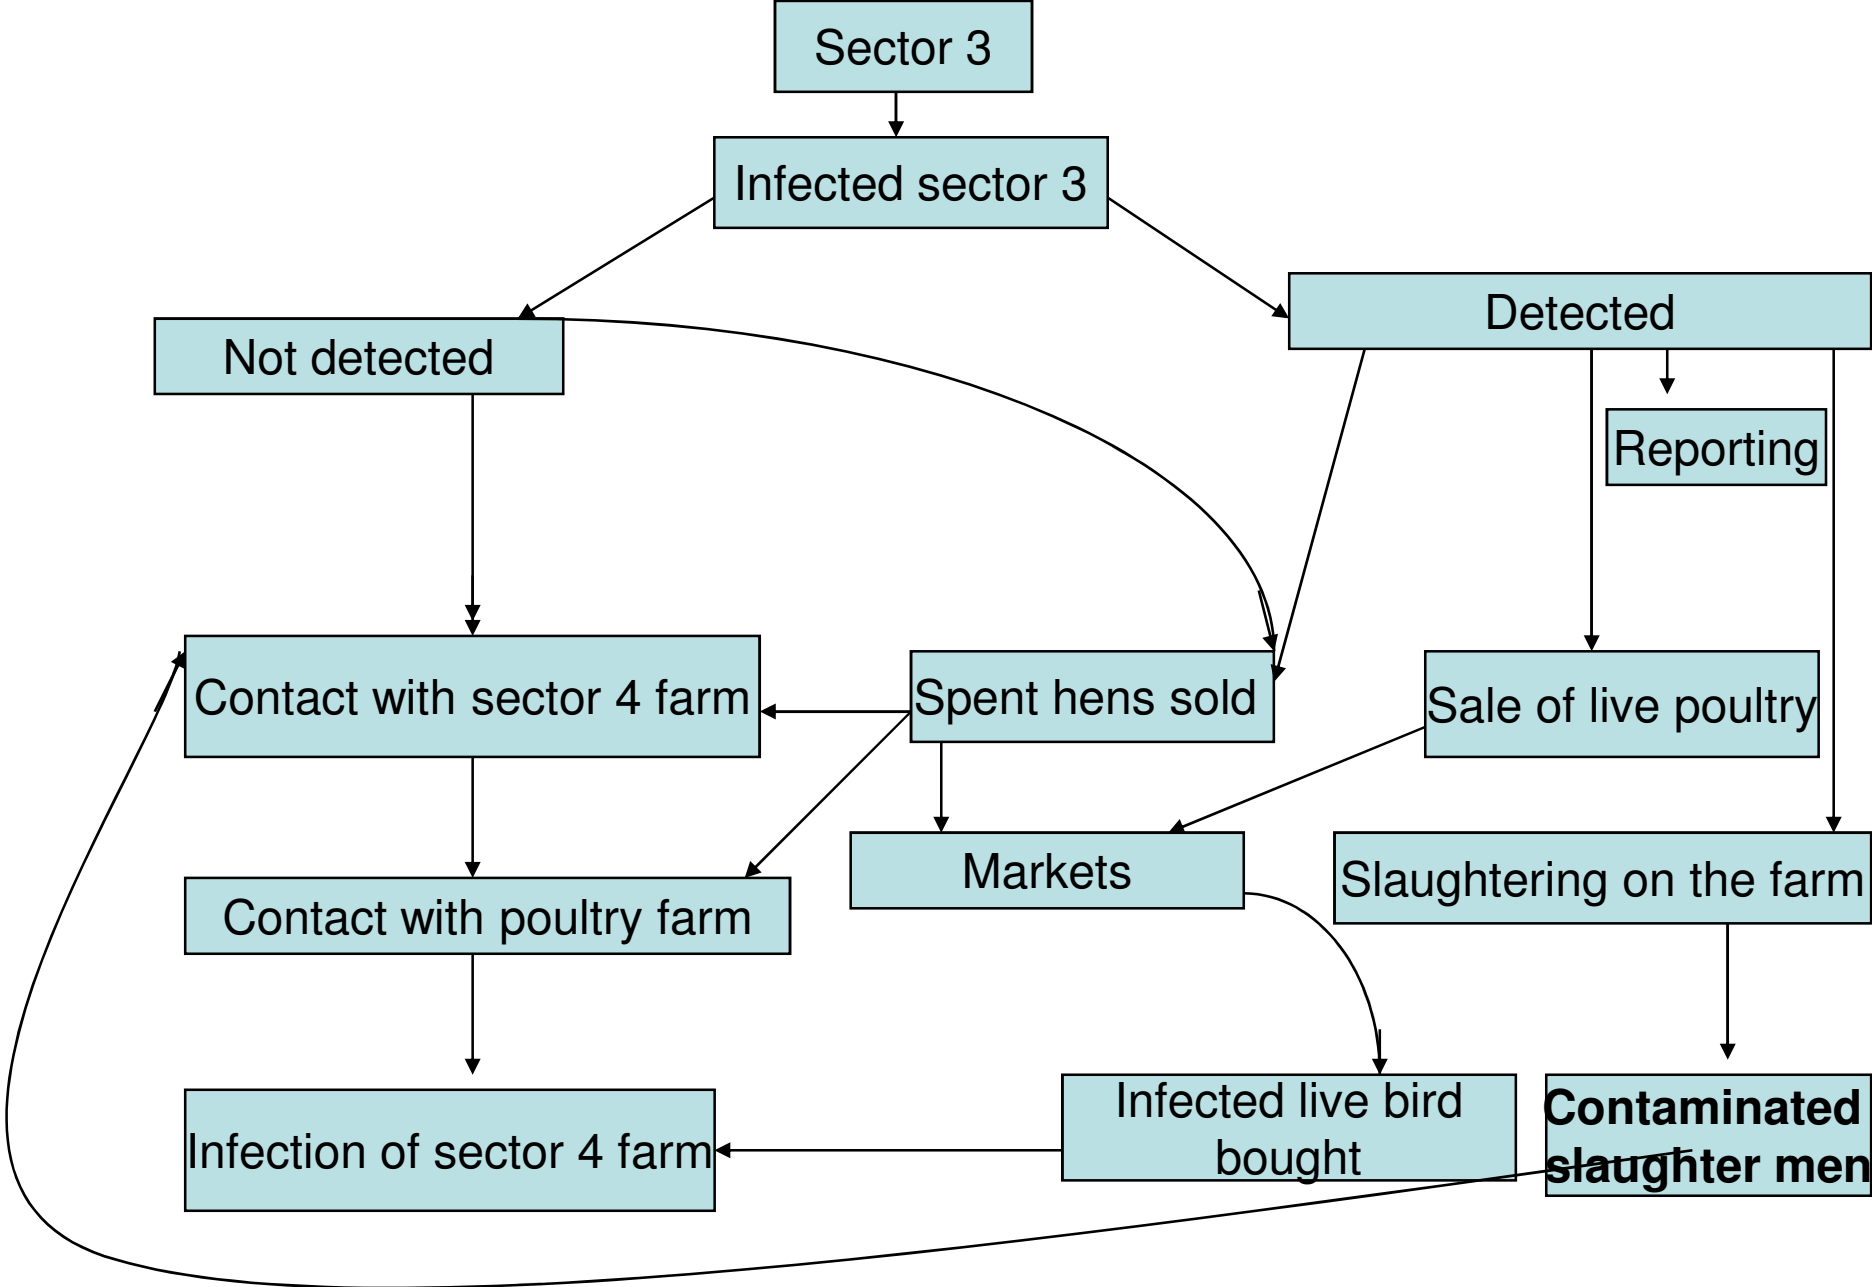 Sector 3
Infected sector 3
Detected
Not detected
Reporting
Contact with sector 4 farm
Spent hens sold
Sale of live poultry
Markets
Slaughtering on the farm
Contact with poultry farm
Infected live bird
bought
Contaminated
slaughter men
Infection of sector 4 farm